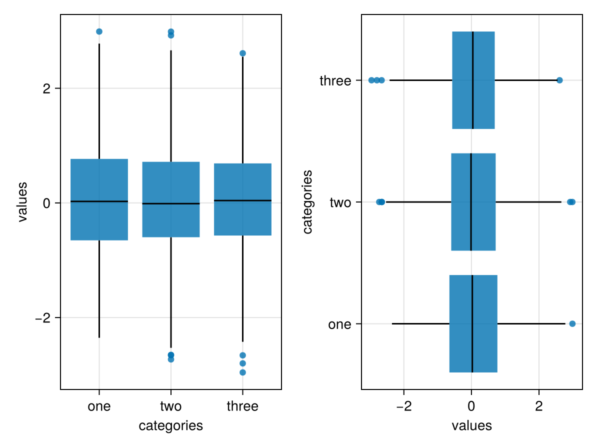 2
0
−2
values
one two three
categories
three
two
one
categories
−2 0 2
values